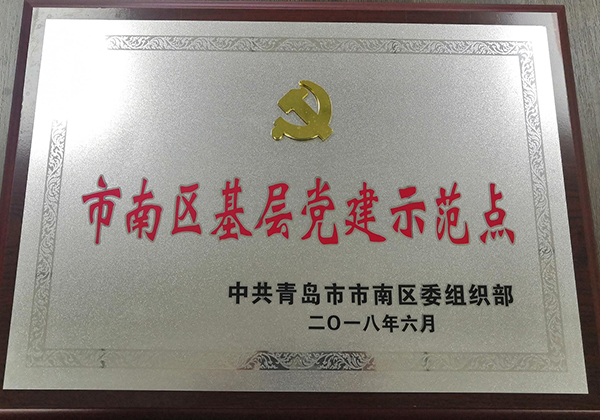 市南区基层党建示范点
中共青岛市市南区委组织部
二〇一八年六月